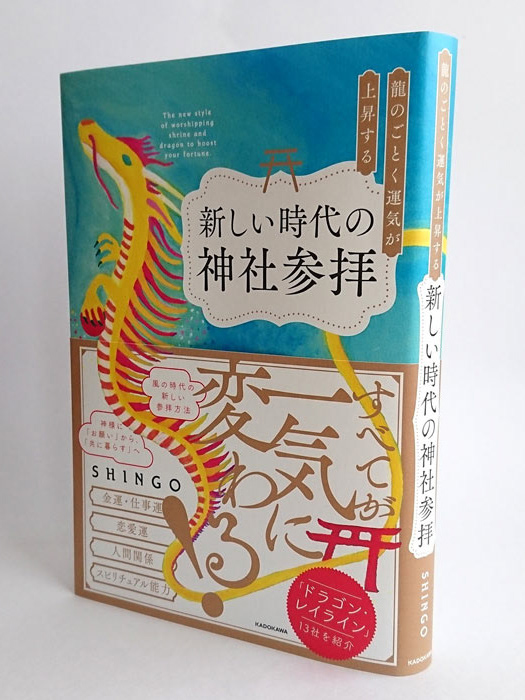 The new style
of worshipping
shrine and
dragon to boost
your fortune.
龍のごとく運気が
上昇する
新しい時代の
神社参拝
風の時代の
新しい
参拝方法
神様に
「お願い」から、
「共に暮らす」へ
すべてが
一気に
変わる!
SHINGO
金運・仕事運
恋愛運
人間関係
スピリチュアル能力
「ドラゴン・
レイライン」
13社を紹介
KADOKAWA
龍のごとく運気が上昇する
新しい時代の神社参拝
SHINGO
KADOKAWA